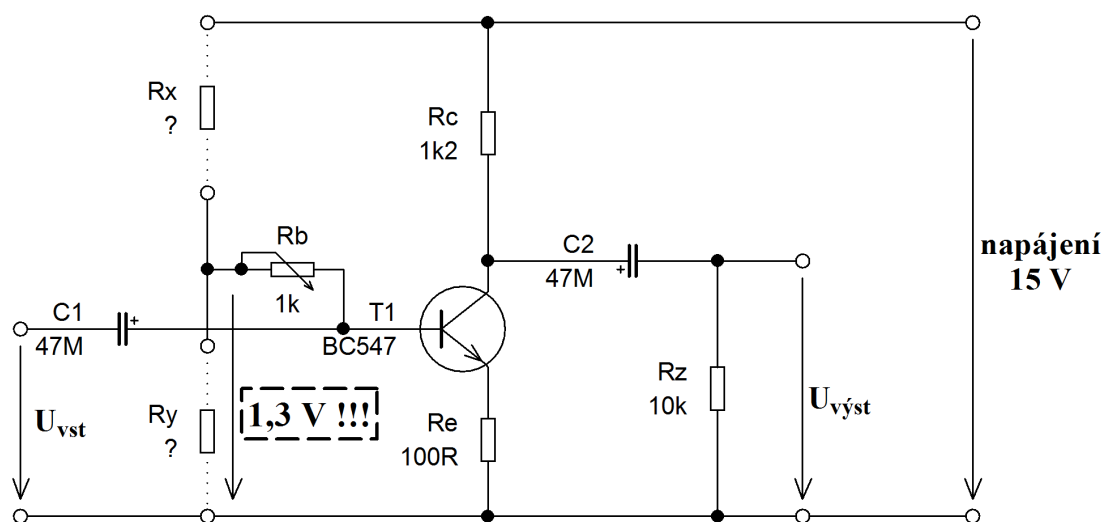 Rx
?
Rc
1k2
Rb
1k
C2
47M
napájení
15 V
C1
47M
T1
BC547
Uvst
Ry
?
1,3 V !!!
Re
100R
Rz
10k
Uvýst
+
+